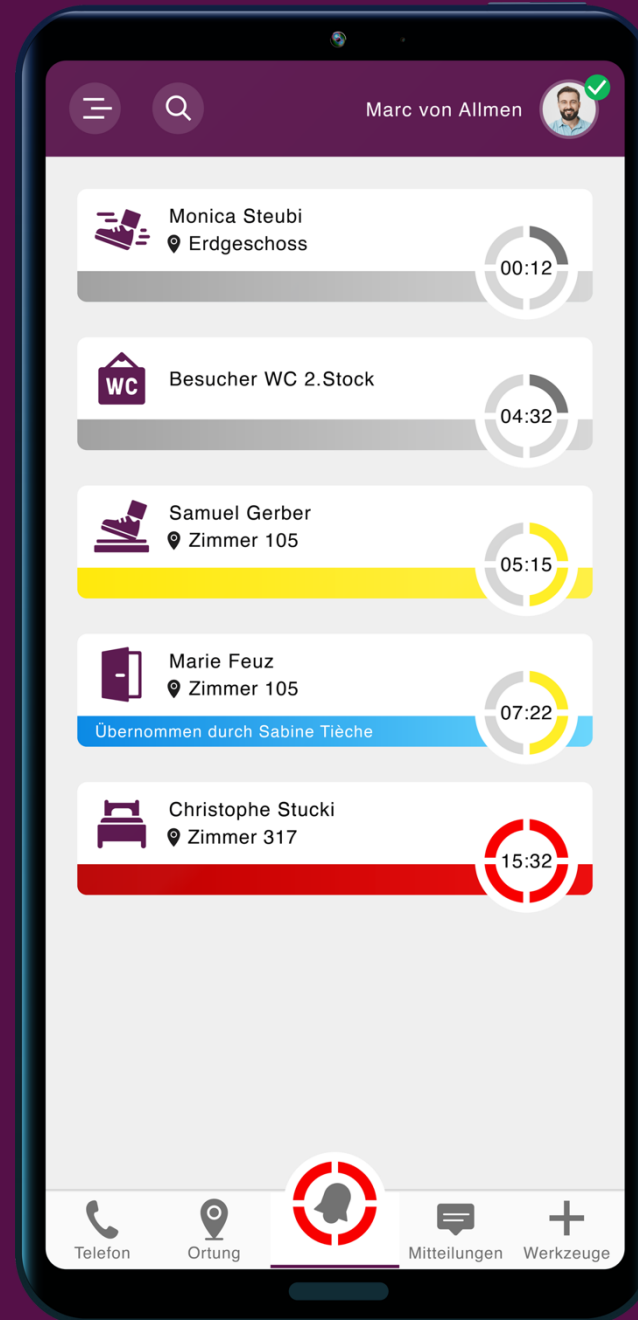 Marc von Allmen
Monica Steubi
Erdgeschoss
00:12
WC
Besucher WC 2.Stock
04:32
Samuel Gerber
Zimmer 105
05:15
Marie Feuz
Zimmer 105
07:22
Übernommen durch Sabine Tièche
Christophe Stucki
Zimmer 317
15:32
Telefon
Ortung
Mitteilungen
Werkzeuge